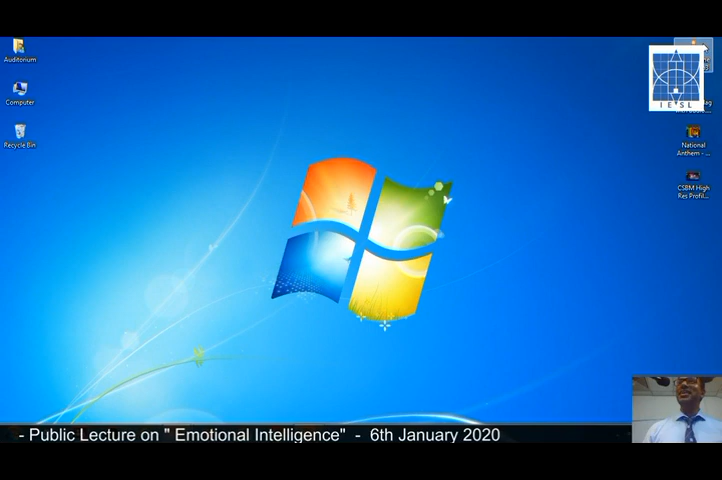 Auditorium
Computer
Recycle Bin
I E S L
National
Anthem - ...
CSBM High
Res Profil...
- Public Lecture on " Emotional Intelligence" - 6th January 2020